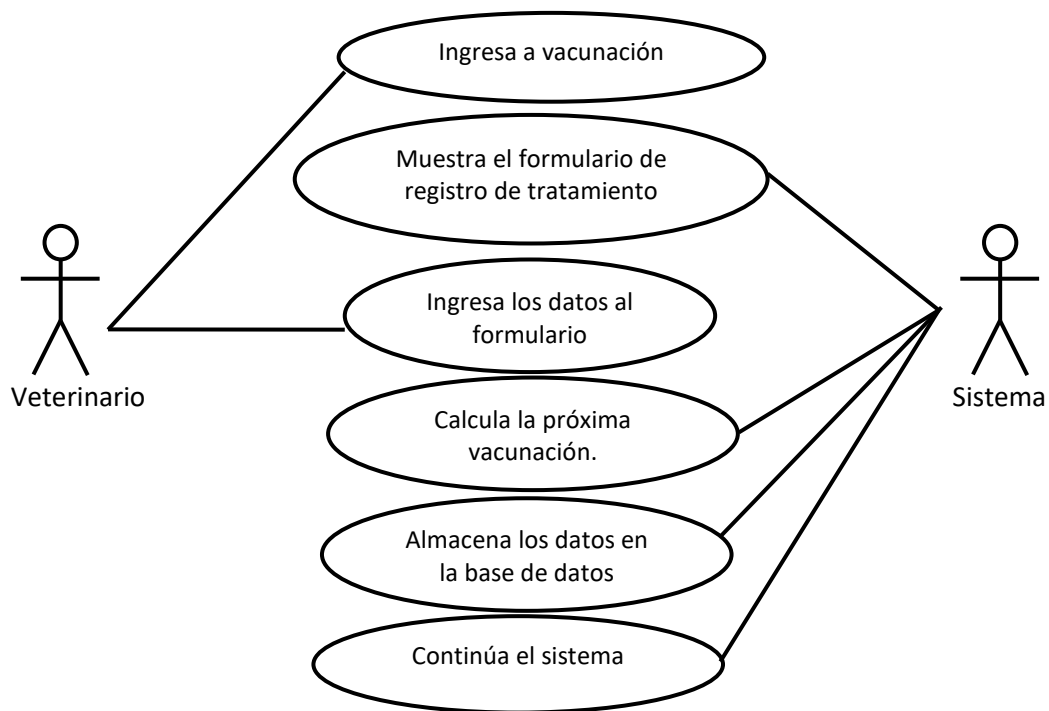 Ingresa a vacunación
Muestra el formulario de
registro de tratamiento
Ingresa los datos al
formulario
Veterinario
Sistema
Calcula la próxima
vacunación.
Almacena los datos en
la base de datos
Continúa el sistema